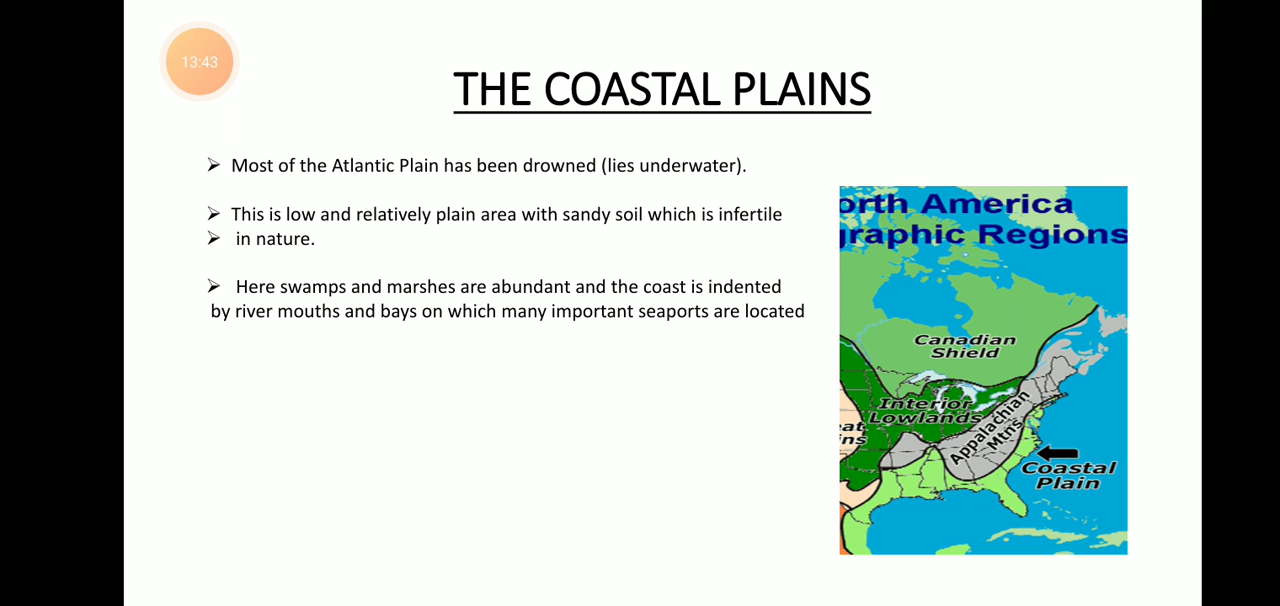 13:43
THE COASTAL PLAINS
➢ Most of the Atlantic Plain has been drowned (lies underwater).
➢ This is low and relatively plain area with sandy soil which is infertile
➢ in nature.
➢ Here swamps and marshes are abundant and the coast is indented
by river mouths and bays on which many important seaports are located
orth America
graphic Regions
Canadian
Shield
Interior
Lowlands
Appalachian
Mtns
eat
ins
Coastal
Plain